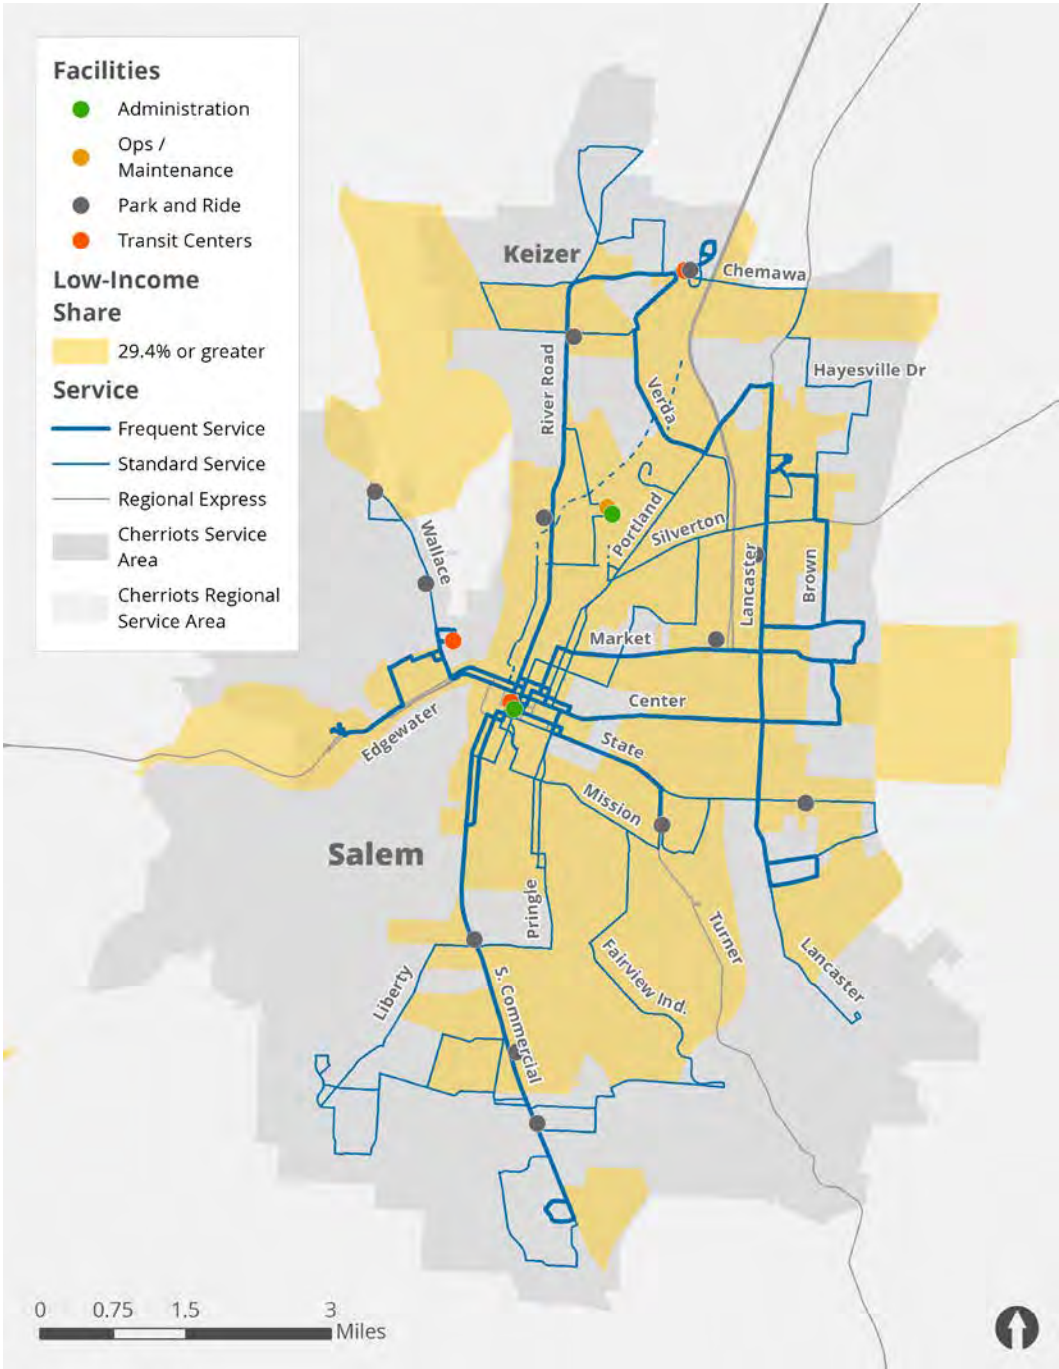 Facilities
Administration
Ops /
Maintenance
Park and Ride
Transit Centers
Low-Income
Share
29.4% or greater
Service
Frequent Service
Standard Service
Regional Express
Cherriots Service
Area
Cherriots Regional
Service Area
Keizer
Chemawa
Hayesville Dr
River Road
Verda
Portland
Silverton
Wallace
Lancaster
Brown
Market
Center
Edgewater
State
Mission
Salem
Pringle
Turner
Fairview Ind.
Lancaster
Liberty
S. Commercial
0 0.75 1.5 3
Miles